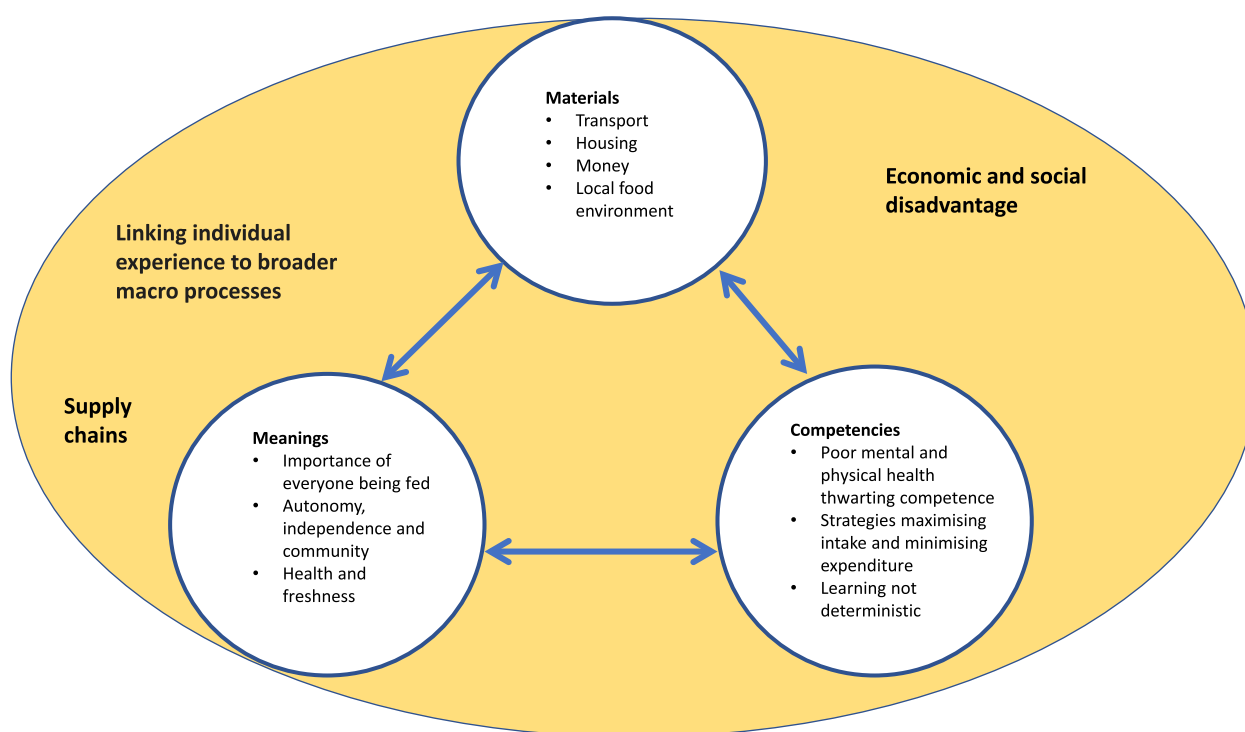 Materials
• Transport
• Housing
• Money
• Local food
environment
Economic and social
disadvantage
Linking individual
experience to broader
macro processes
Supply
chains
Meanings
• Importance of
everyone being fed
• Autonomy,
independence and
community
• Health and
freshness
Competencies
• Poor mental and
physical health
thwarting competence
• Strategies maximising
intake and minimising
expenditure
• Learning not
deterministic